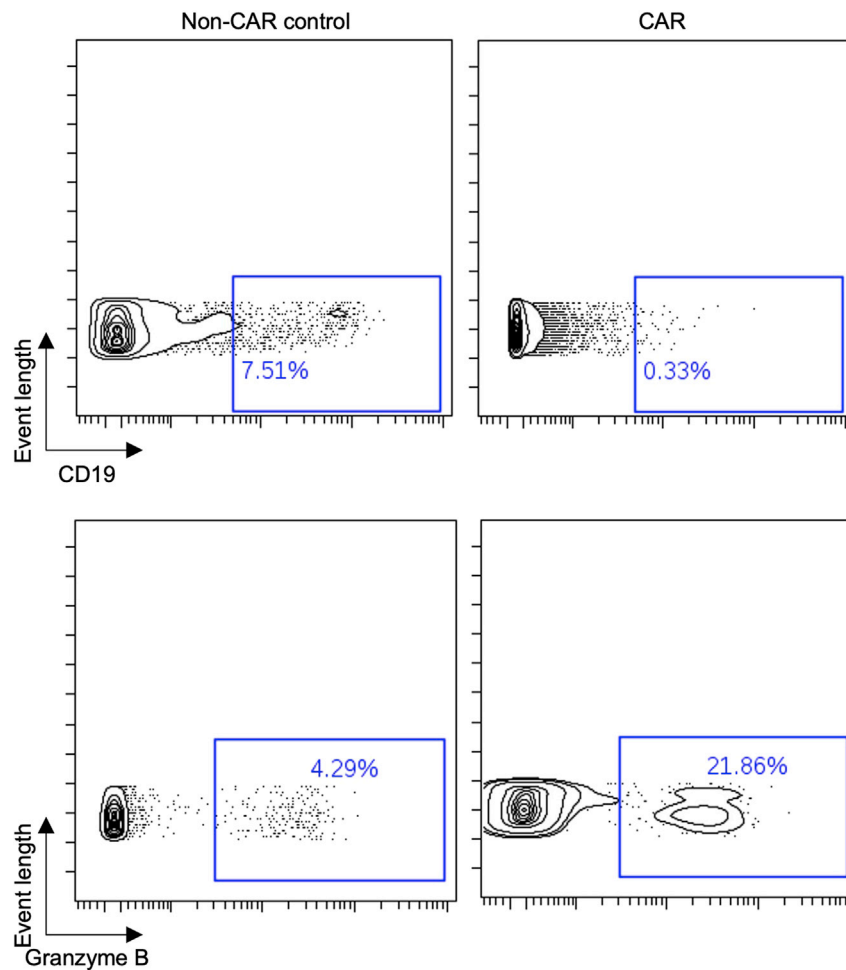 Non-CAR control
CAR
Event length
7.51%
0.33%
CD19
Event length
4.29%
21.86%
Granzyme B